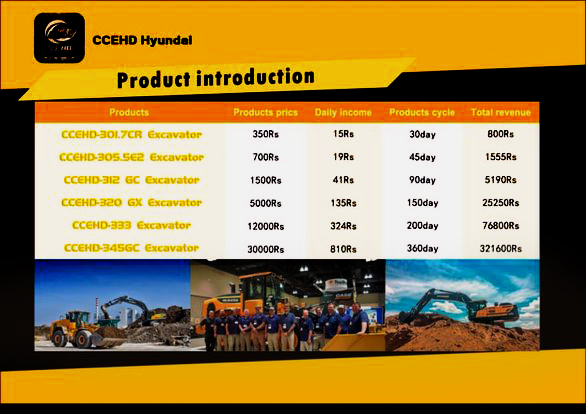 CCEHD Hyundai
Product introduction
Products Products prics Daily income Products cycle Total revenue
CCEHD-301.7CR Excavator 350Rs 15Rs 30day 800Rs
CCEHD-305.5E2 Excavator 700Rs 19Rs 45day 1555Rs
CCEHD-312 GC Excavator 1500Rs 41Rs 90day 5190Rs
CCEHD-320 GX Excavator 5000Rs 135Rs 150day 25250Rs
CCEHD-333 Excavator 12000Rs 324Rs 200day 76800Rs
CCEHD-345GC Excavator 30000Rs 810Rs 360day 321600Rs
CASE